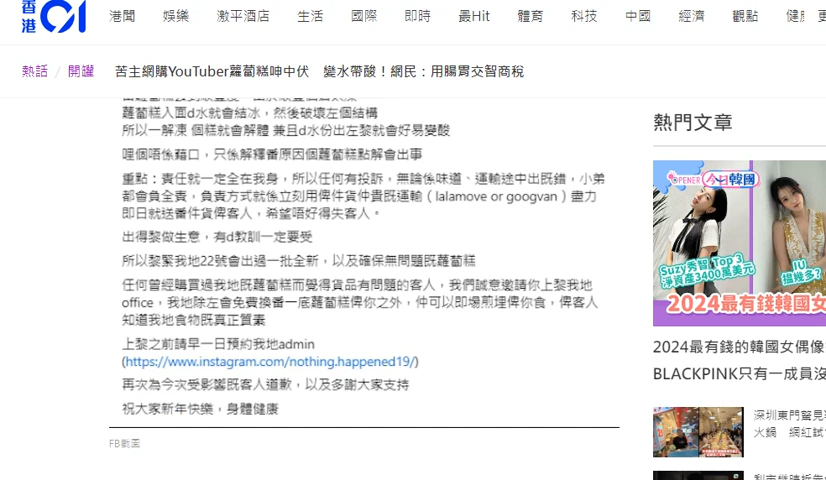 香港01
港聞 娛樂 激平酒店 生活 國際 即時 最Hit 體育 科技 中國 經濟 觀點
熱話 / 開罐 苦主網購YouTuber蘿蔔糕呻中伏 變水帶酸！網民：用腸胃交智商稅
蘿蔔糕入面d水就會結冰，然後破壞左個結構
所以一解凍 個糕就會解體 兼且d水份出左黎就會好易變酸
哩個唔係藉口，只係解釋番原因個蘿蔔糕點解會出事
重點：責任就一定全在我身，所以任何有投訴，無論係味道、運輸途中出既錯，小弟
都會負全責，負責方式就係立刻用俾件貨仲貴既運輸（lalamove or googvan）盡力
即日就送番件貨俾客人，希望唔好得失客人。
出得黎做生意，有d教訓一定要受
所以黎緊我地22號會出過一批全新，以及確保無問題既蘿蔔糕
任何曾經購買過我地既蘿蔔糕而覺得貨品有問題的客人，我們誠意邀請你上黎我地
office，我地除左會免費換番一底蘿蔔糕俾你之外，仲可以即場煎埋俾你食，俾客人
知道我地食物既真正質素
上黎之前請早一日預約我地admin
(https://www.instagram.com/nothing.happened19/)
再次為今次受影響既客人道歉，以及多謝大家支持
祝大家新年快樂，身體健康
FB截圖
熱門文章
OPENER 今日韓國
Suzy秀智 Top 3
淨資產3400萬美元
IU
搵幾多?
2024最有錢韓國女
2024最有錢的韓國女偶像
BLACKPINK只有一成員沒
深圳東門驚見
火鍋 網紅試